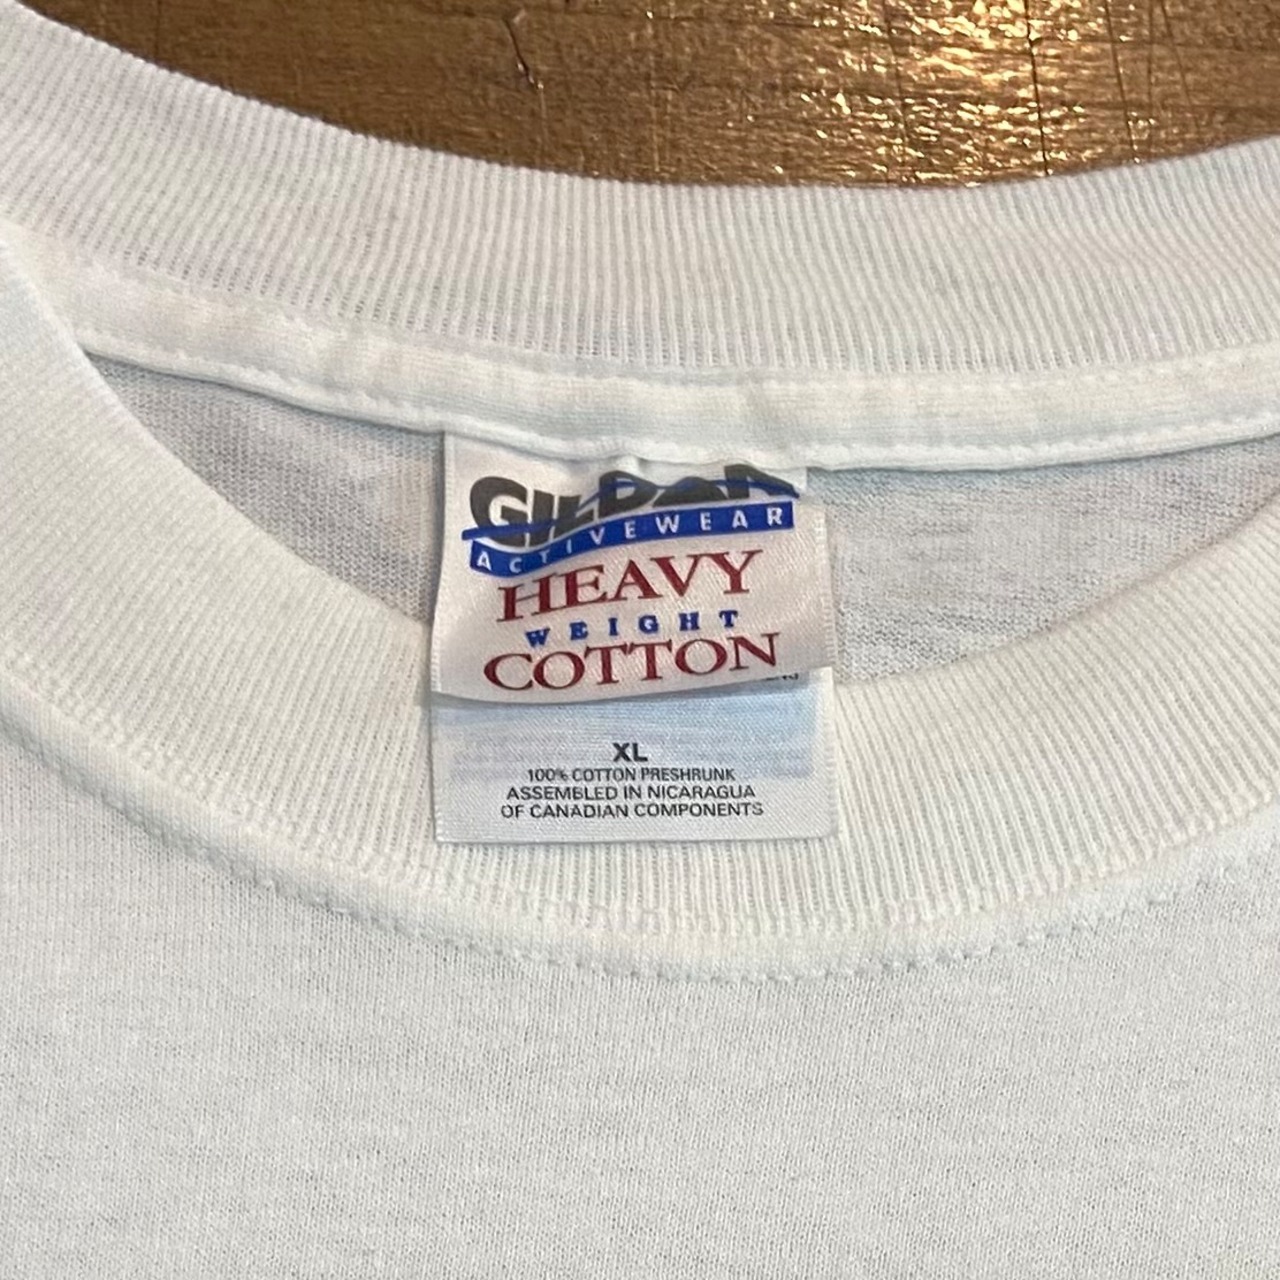 GILDAN
ACTIVEWEAR
HEAVY
WEIGHT
COTTON
XL
100% COTTON PRESHRUNK
ASSEMBLED IN NICARAGUA
OF CANADIAN COMPONENTS